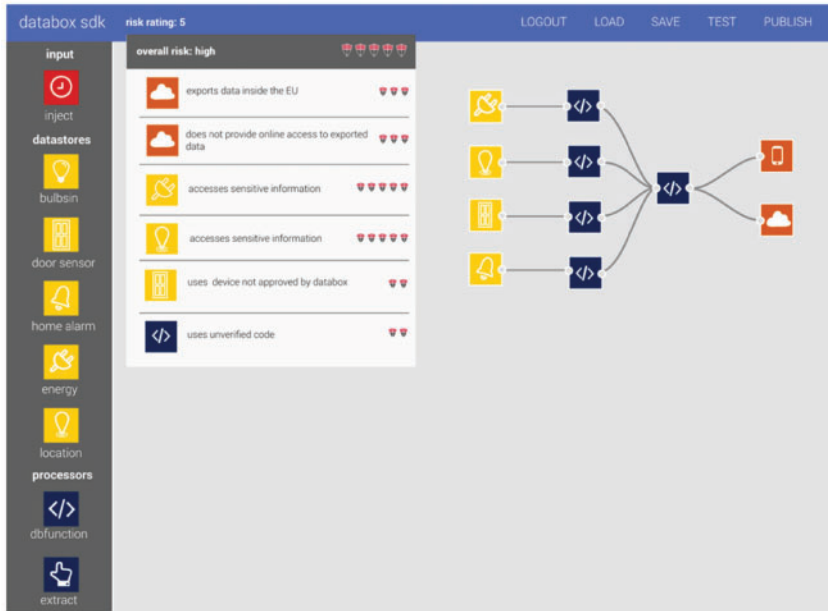 databox sdk
risk rating: 5
LOGOUT LOAD SAVE TEST PUBLISH
input
inject
datastores
bulbsin
door sensor
home alarm
energy
location
processors
dbfunction
extract
overall risk: high
exports data inside the EU
does not provide online access to exported
data
accesses sensitive information
accesses sensitive information
uses device not approved by databox
uses unverified code